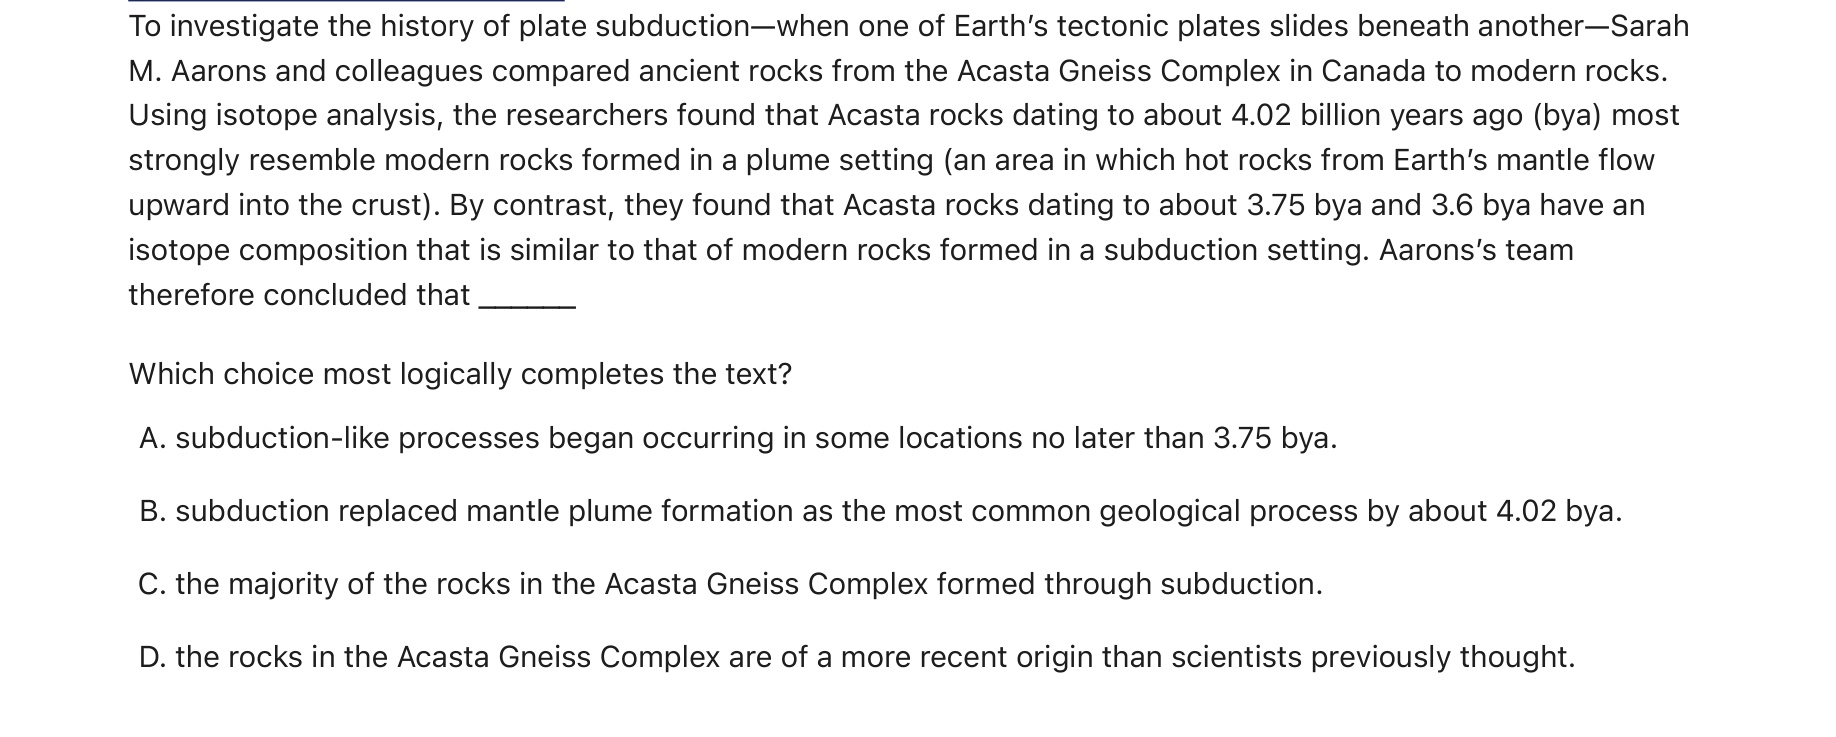 To investigate the history of plate subduction—when one of Earth’s tectonic plates slides beneath another—Sarah
M. Aarons and colleagues compared ancient rocks from the Acasta Gneiss Complex in Canada to modern rocks.
Using isotope analysis, the researchers found that Acasta rocks dating to about 4.02 billion years ago (bya) most
strongly resemble modern rocks formed in a plume setting (an area in which hot rocks from Earth’s mantle flow
upward into the crust). By contrast, they found that Acasta rocks dating to about 3.75 bya and 3.6 bya have an
isotope composition that is similar to that of modern rocks formed in a subduction setting. Aarons’s team
therefore concluded that ______
Which choice most logically completes the text?
A. subduction-like processes began occurring in some locations no later than 3.75 bya.
B. subduction replaced mantle plume formation as the most common geological process by about 4.02 bya.
C. the majority of the rocks in the Acasta Gneiss Complex formed through subduction.
D. the rocks in the Acasta Gneiss Complex are of a more recent origin than scientists previously thought.